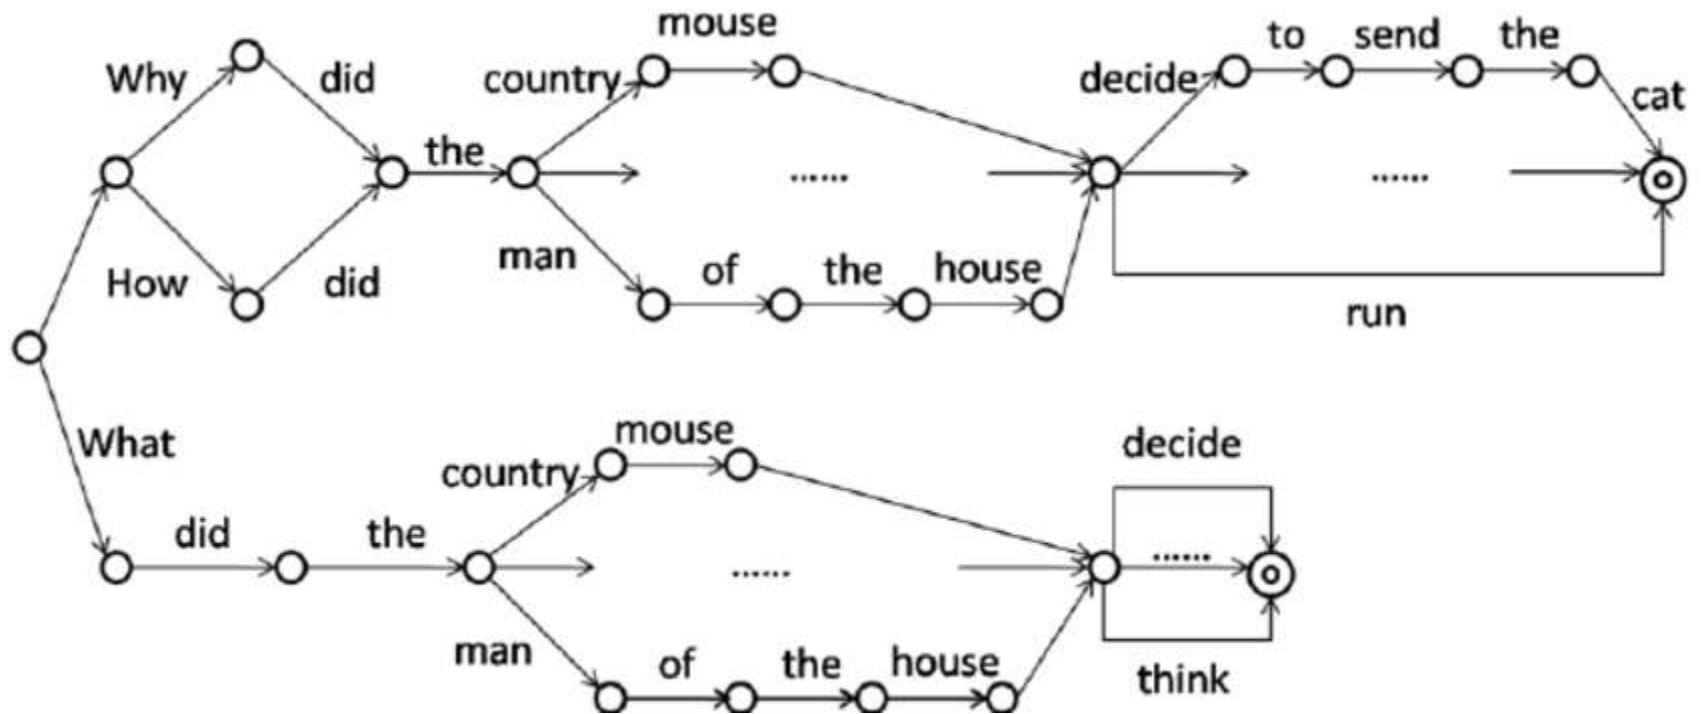 mouse
to send the
Why did country decide cat
the
...... ......
man of the house
How did
run
mouse decide
What country
did the
......
......
man of the house think